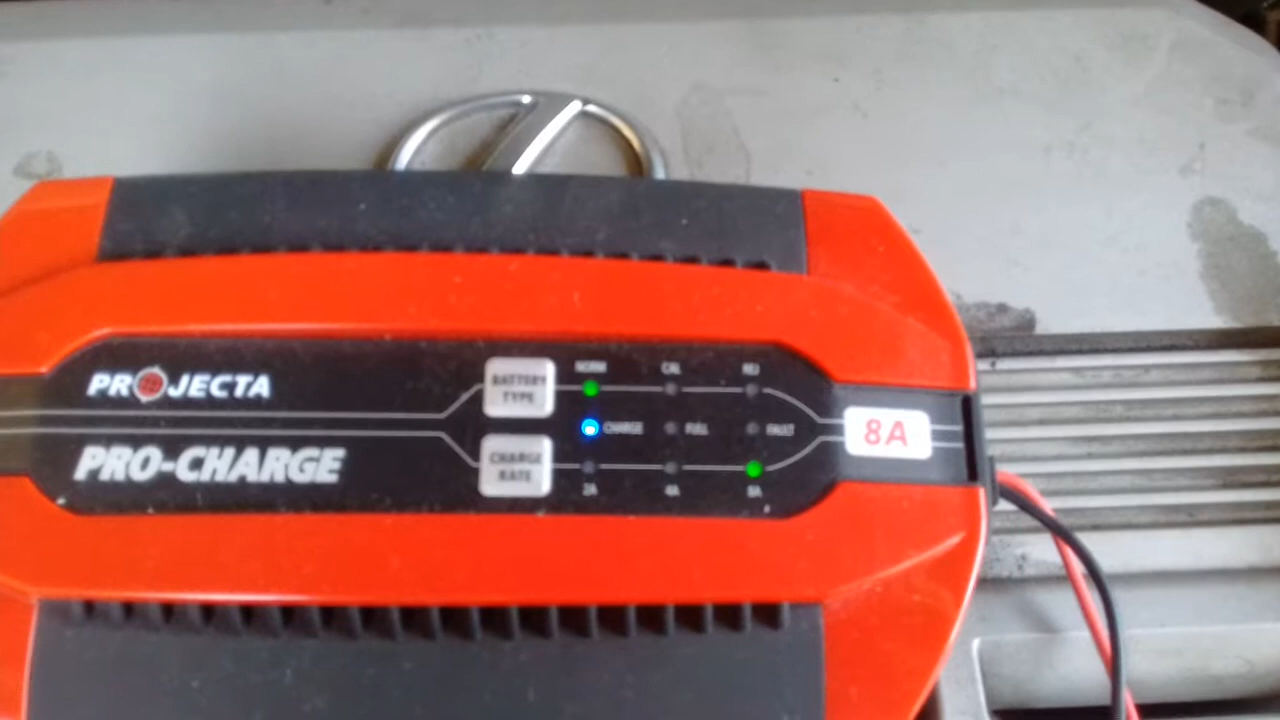 PROJECTA
PRO-CHARGE
BATTERY
TYPE
CHARGE
RATE
NORM CAL REJ
CHARGE FULL FAULT
2A 4A 8A
8A